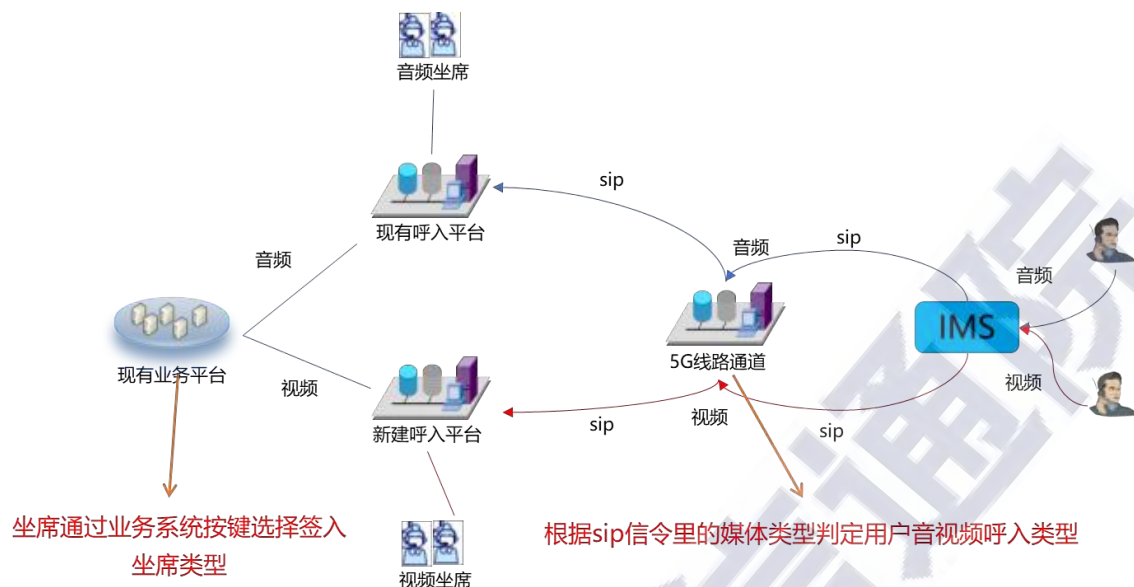 音频坐席
sip
现有呼入平台
音频
sip
音频
音频
IMS
现有业务平台
5G线路通道
视频
视频
视频
新建呼入平台
sip
sip
坐席通过业务系统按键选择签入
坐席类型
根据sip信令里的媒体类型判定用户音视频呼入类型
视频坐席